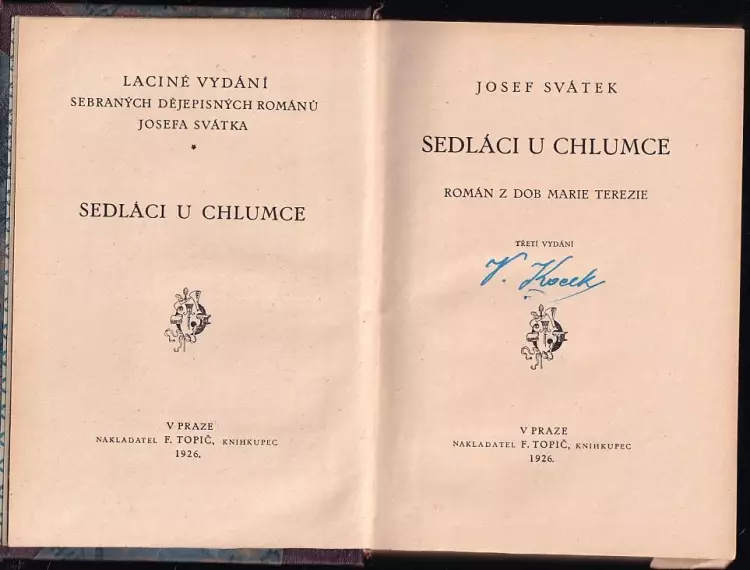 LACINÉ VYDÁNÍ
SEBRANÝCH DĚJEPISNÝCH ROMÁNŮ
JOSEFA SVÁTKA
*
SEDLÁCI U CHLUMCE
V PRAZE
NAKLADATEL F. TOPIČ, KNIHKUPEC
1926.
JOSEF SVÁTEK
SEDLÁCI U CHLUMCE
ROMÁN Z DOB MARIE TEREZIE
TŘETÍ VYDÁNÍ
V.
V PRAZE
NAKLADATEL F. TOPIČ, KNIHKUPEC
1926.